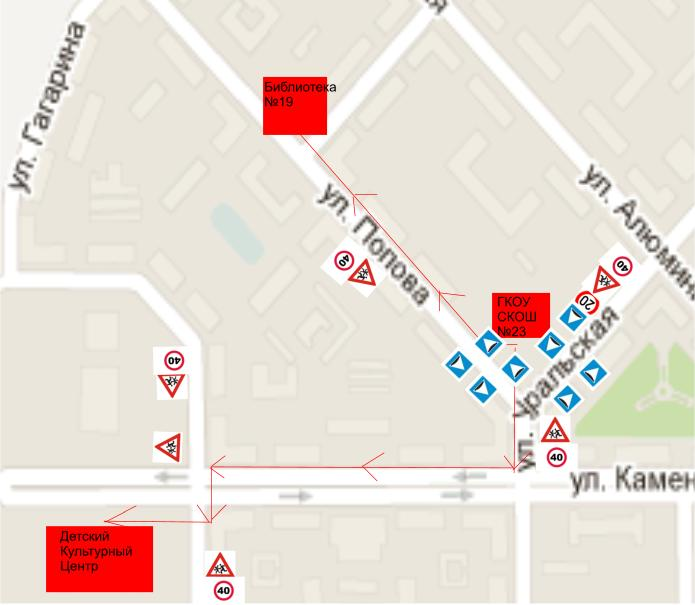 ул. Гагарина
Библиотека
№19
ул. Попова
ул. Алюмин
40
40
20
ГКОУ
СКОШ
№23
ул. Уральская
40
40
ул. Камен
Детский
Культурный
Центр
40